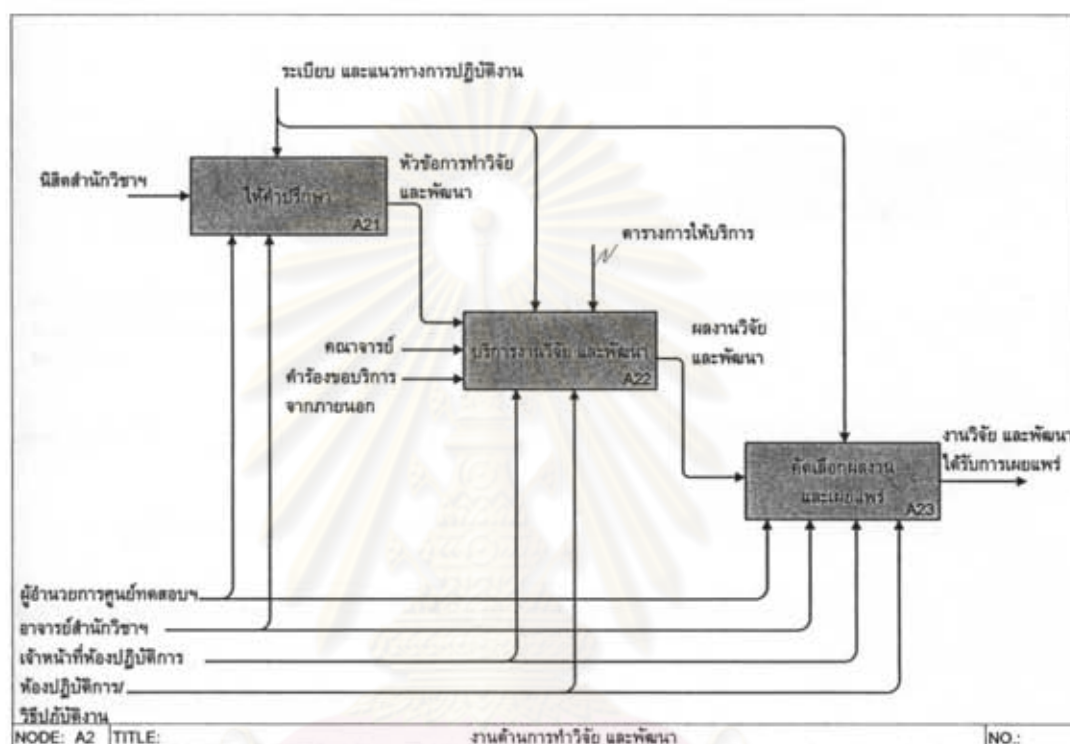 ระเบียบ และแนวทางการปฏิบัติงาน
นิสิตสำนักวิชาฯ
ให้คำปรึกษา
A21
หัวข้อการทำวิจัย
และพัฒนา
ตารางการให้บริการ
คณาจารย์
คำร้องขอบริการ
จากภายนอก
บริการงานวิจัย และพัฒนา
A22
ผลงานวิจัย
และพัฒนา
คัดเลือกผลงาน
และเผยแพร่
A23
งานวิจัย และพัฒนา
ได้รับการเผยแพร่
ผู้อำนวยการศูนย์ทดสอบฯ
อาจารย์สำนักวิชาฯ
เจ้าหน้าที่ห้องปฏิบัติการ
ห้องปฏิบัติการ/
วิธีปฏิบัติงาน
NODE: A2 TITLE: งานด้านการทำวิจัย และพัฒนา NO.: